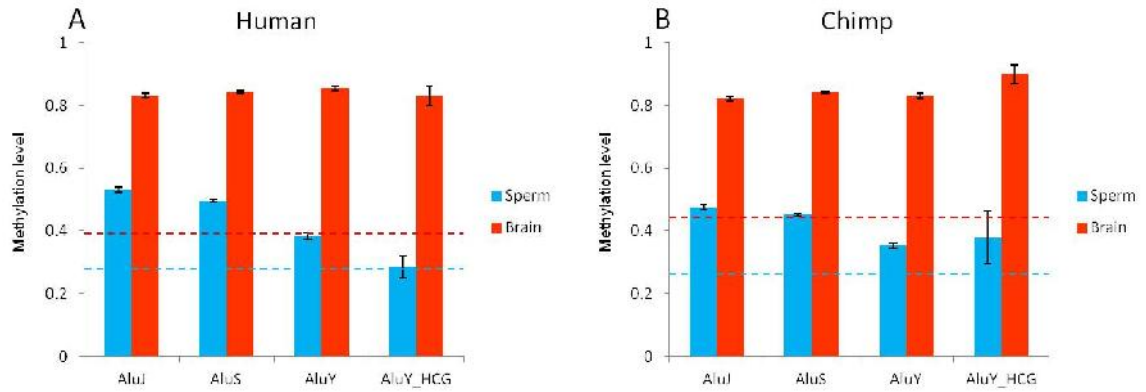 A
Human
1
0.8
0.6
0.4
0.2
0
Methylation level
AluJ
AluS
AluY
AluY_HCG
Sperm
Brain
B
Chimp
1
0.8
0.6
0.4
0.2
0
Methylation level
AluJ
AluS
AluY
AluY_HCG
Sperm
Brain